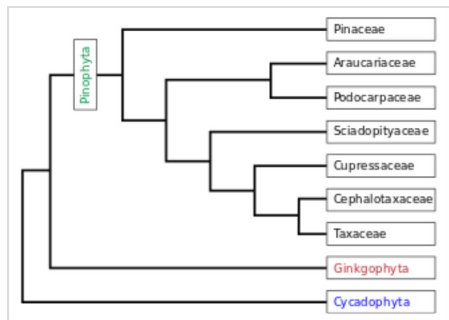 Pinophyta
Pinaceae
Araucariaceae
Podocarpaceae
Sciadopityaceae
Cupressaceae
Cephalotaxaceae
Taxaceae
Ginkgophyta
Cycadophyta